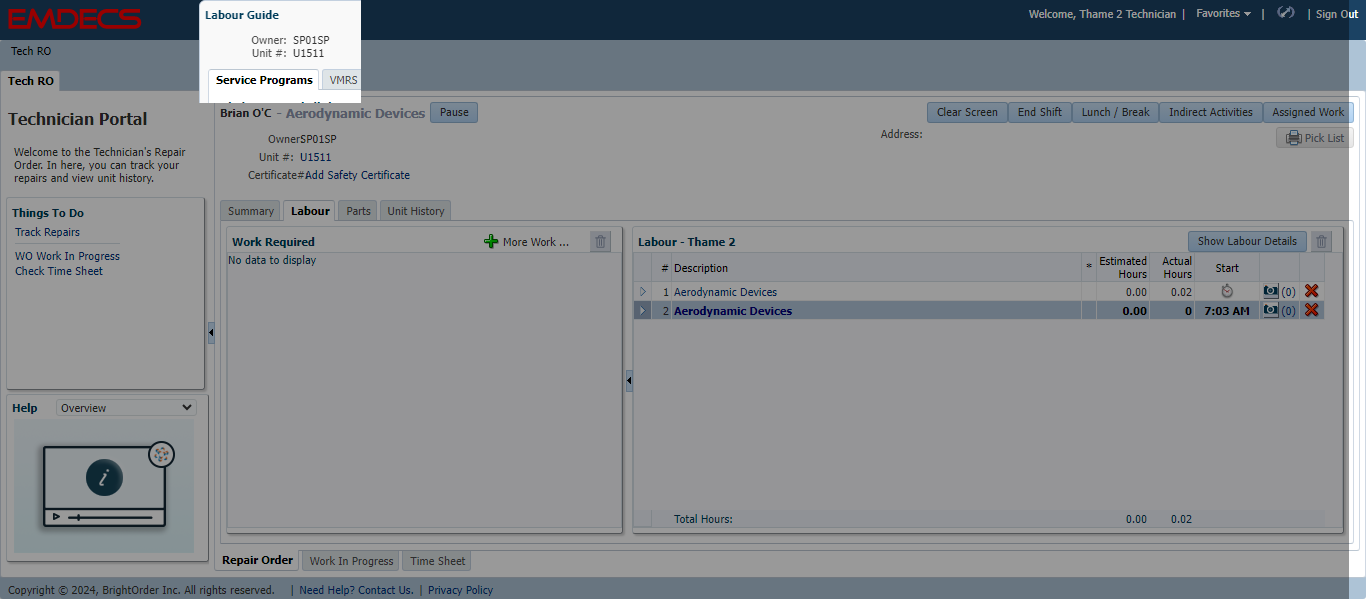 EMDECS
Welcome, Thame 2 Technician | Favorites | | Sign Out
Labour Guide
Owner: SP01SP
Unit #: U1511
Service Programs VMRS
Tech RO
Tech RO
Technician Portal
Welcome to the Technician's Repair
Order. In here, you can track your
repairs and view unit history.
Things To Do
Track Repairs
WO Work In Progress
Check Time Sheet
Help Overview
Brian O'C - Aerodynamic Devices Pause
Clear Screen End Shift Lunch / Break Indirect Activities Assigned Work
OwnerSP01SP
Address:
Pick List
Unit #: U1511
Certificate#Add Safety Certificate
Summary Labour Parts Unit History
Work Required More Work ...
No data to display
Labour - Thame 2 Show Labour Details
# Description * Estimated Hours Actual Hours Start
1 Aerodynamic Devices 0.00 0.02 (0)
2 Aerodynamic Devices 0.00 0 7:03 AM (0)
Total Hours: 0.00 0.02
Repair Order Work In Progress Time Sheet
Copyright © 2024, BrightOrder Inc. All rights reserved. | Need Help? Contact Us. | Privacy Policy